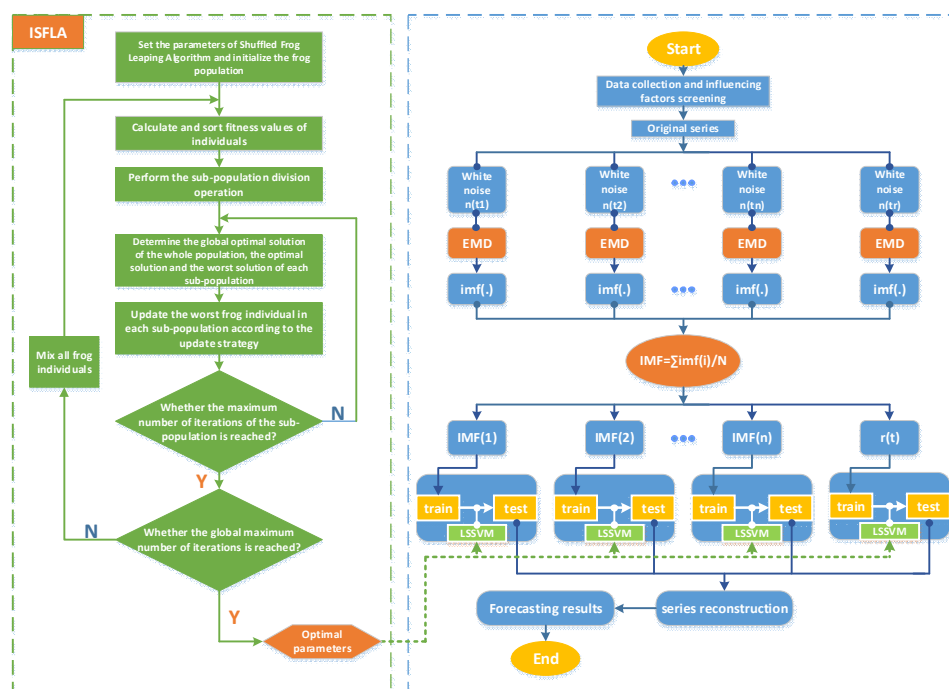 ISFLA
Set the parameters of Shuffled Frog
Leaping Algorithm and initialize the frog
population
Calculate and sort fitness values of
individuals
Perform the sub-population division
operation
Determine the global optimal solution
of the whole population, the optimal
solution and the worst solution of each
sub-population
Update the worst frog individual in
each sub-population according to the
update strategy
Mix all frog
individuals
Whether the maximum
number of iterations of the sub-
population is reached?
N
Y
Whether the global maximum
number of iterations is reached?
N
Y
Optimal
parameters
Start
Data collection and influencing
factors screening
Original series
White
noise
n(t1)
White
noise
n(t2)
White
noise
n(tn)
White
noise
n(tr)
EMD
EMD
EMD
EMD
imf(.)
imf(.)
imf(.)
imf(.)
IMF=∑imf(i)/N
IMF(1)
IMF(2)
IMF(n)
r(t)
train
test
LSSVM
train
test
LSSVM
train
test
LSSVM
train
test
LSSVM
Forecasting results
series reconstruction
End